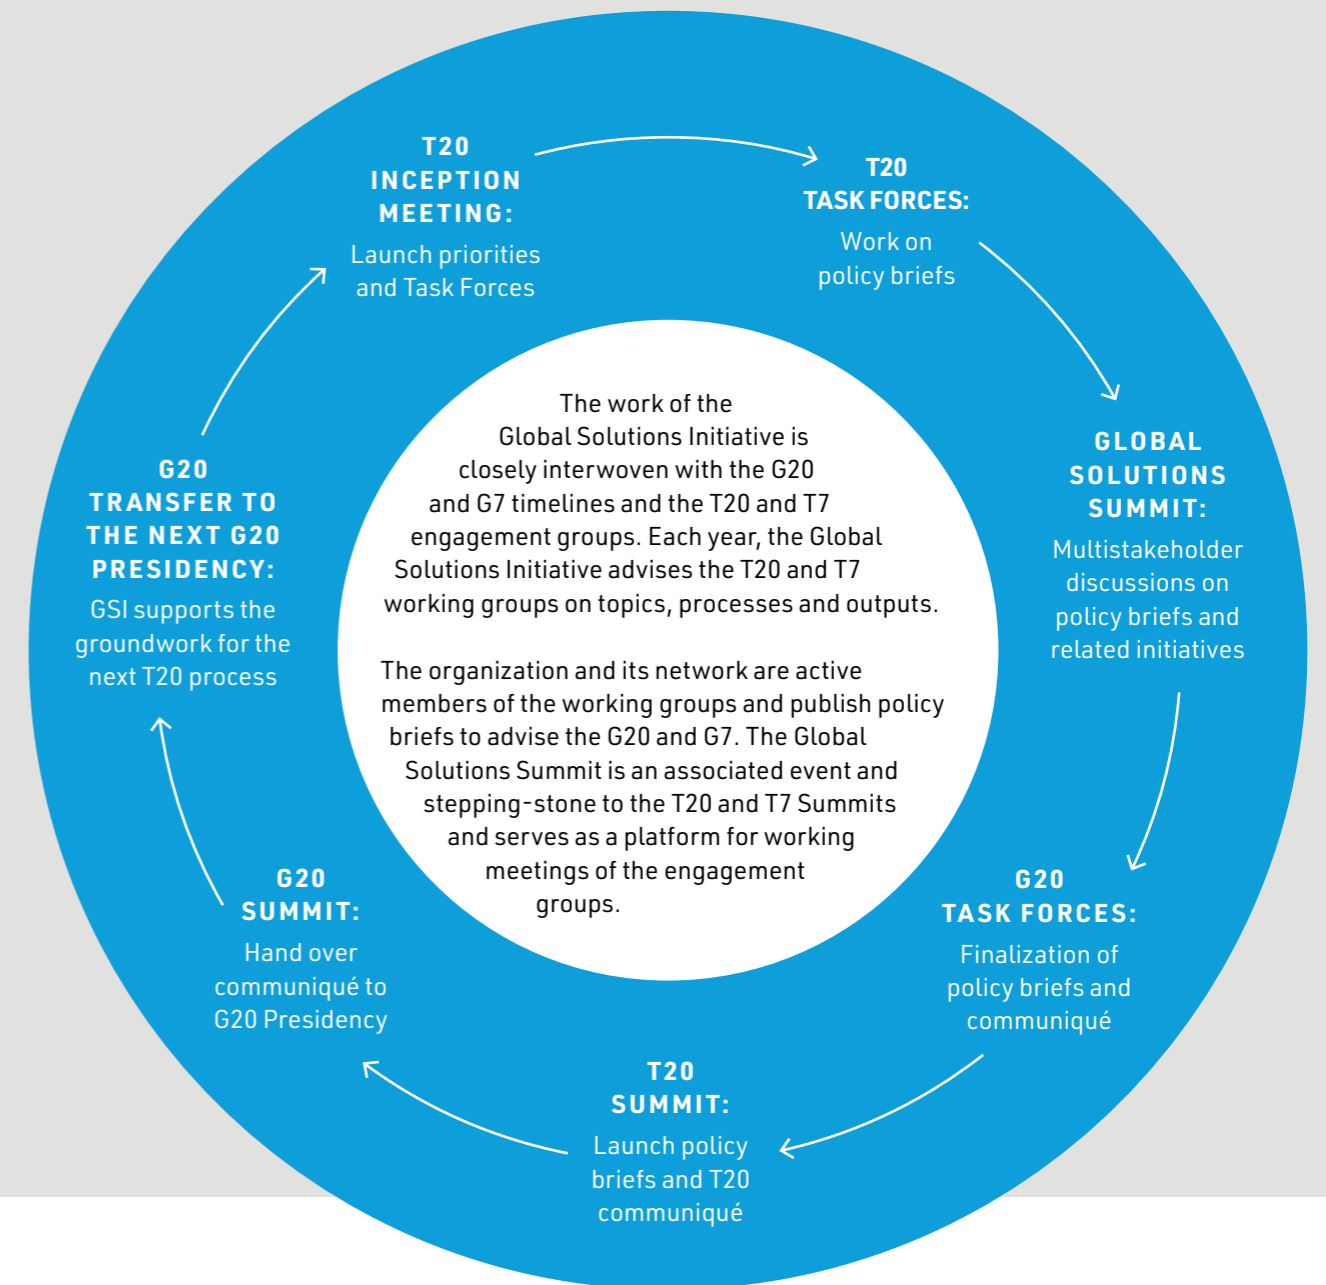 T20
INCEPTION
MEETING:
Launch priorities
and Task Forces
T20
TASK FORCES:
Work on
policy briefs
GLOBAL
SOLUTIONS
SUMMIT:
Multistakeholder
discussions on
policy briefs and
related initiatives
G20
TASK FORCES:
Finalization of
policy briefs and
communiqué
T20
SUMMIT:
Launch policy
briefs and T20
communiqué
G20
SUMMIT:
Hand over
communiqué to
G20 Presidency
G20
TRANSFER TO
THE NEXT G20
PRESIDENCY:
GSI supports the
groundwork for the
next T20 process
The work of the
Global Solutions Initiative is
closely interwoven with the G20
and G7 timelines and the T20 and T7
engagement groups. Each year, the Global
Solutions Initiative advises the T20 and T7
working groups on topics, processes and outputs.
The organization and its network are active
members of the working groups and publish policy
briefs to advise the G20 and G7. The Global
Solutions Summit is an associated event and
stepping-stone to the T20 and T7 Summits
and serves as a platform for working
meetings of the engagement
groups.